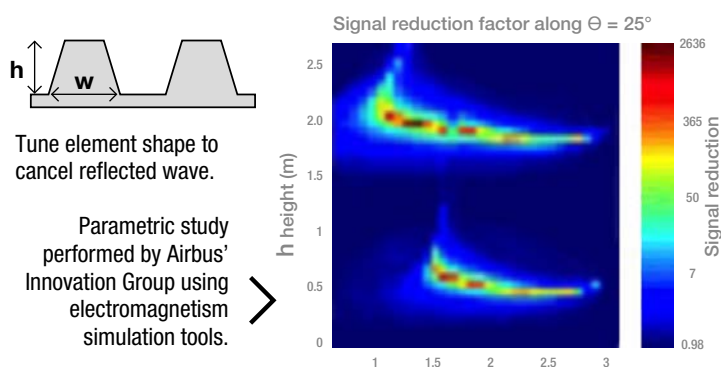 Signal reduction factor along Θ = 25°
h
w
Tune element shape to
cancel reflected wave.
Parametric study
performed by Airbus’
Innovation Group using
electromagnetism
simulation tools.
h height (m)
2.5
2.0
1.5
1
0.5
0
1
1.5
2
2.5
3
2636
365
50
7
0.98
Signal reduction